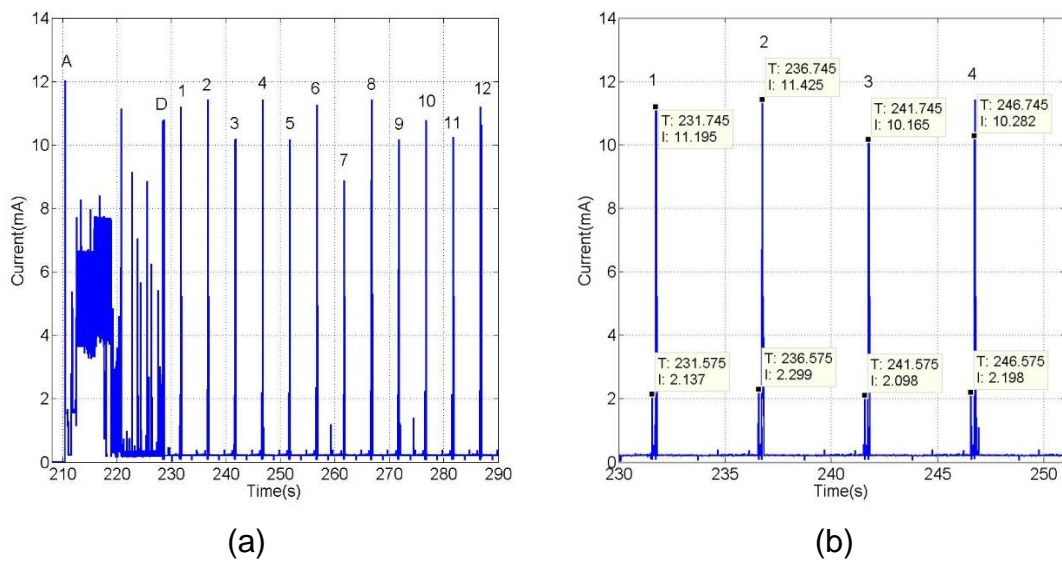 14
12
10
8
6
4
2
0
Current(mA)
210 220 230 240 250 260 270 280 290
Time(s)
A
D
1
2
3
4
5
6
7
8
9
10
11
12
(a)
14
12
10
8
6
4
2
0
Current(mA)
230 235 240 245 250
Time(s)
1
T: 231.745
I: 11.195
2
T: 236.745
I: 11.425
3
T: 241.745
I: 10.165
4
T: 246.745
I: 10.282
T: 231.575
I: 2.137
T: 236.575
I: 2.299
T: 241.575
I: 2.098
T: 246.575
I: 2.198
(b)